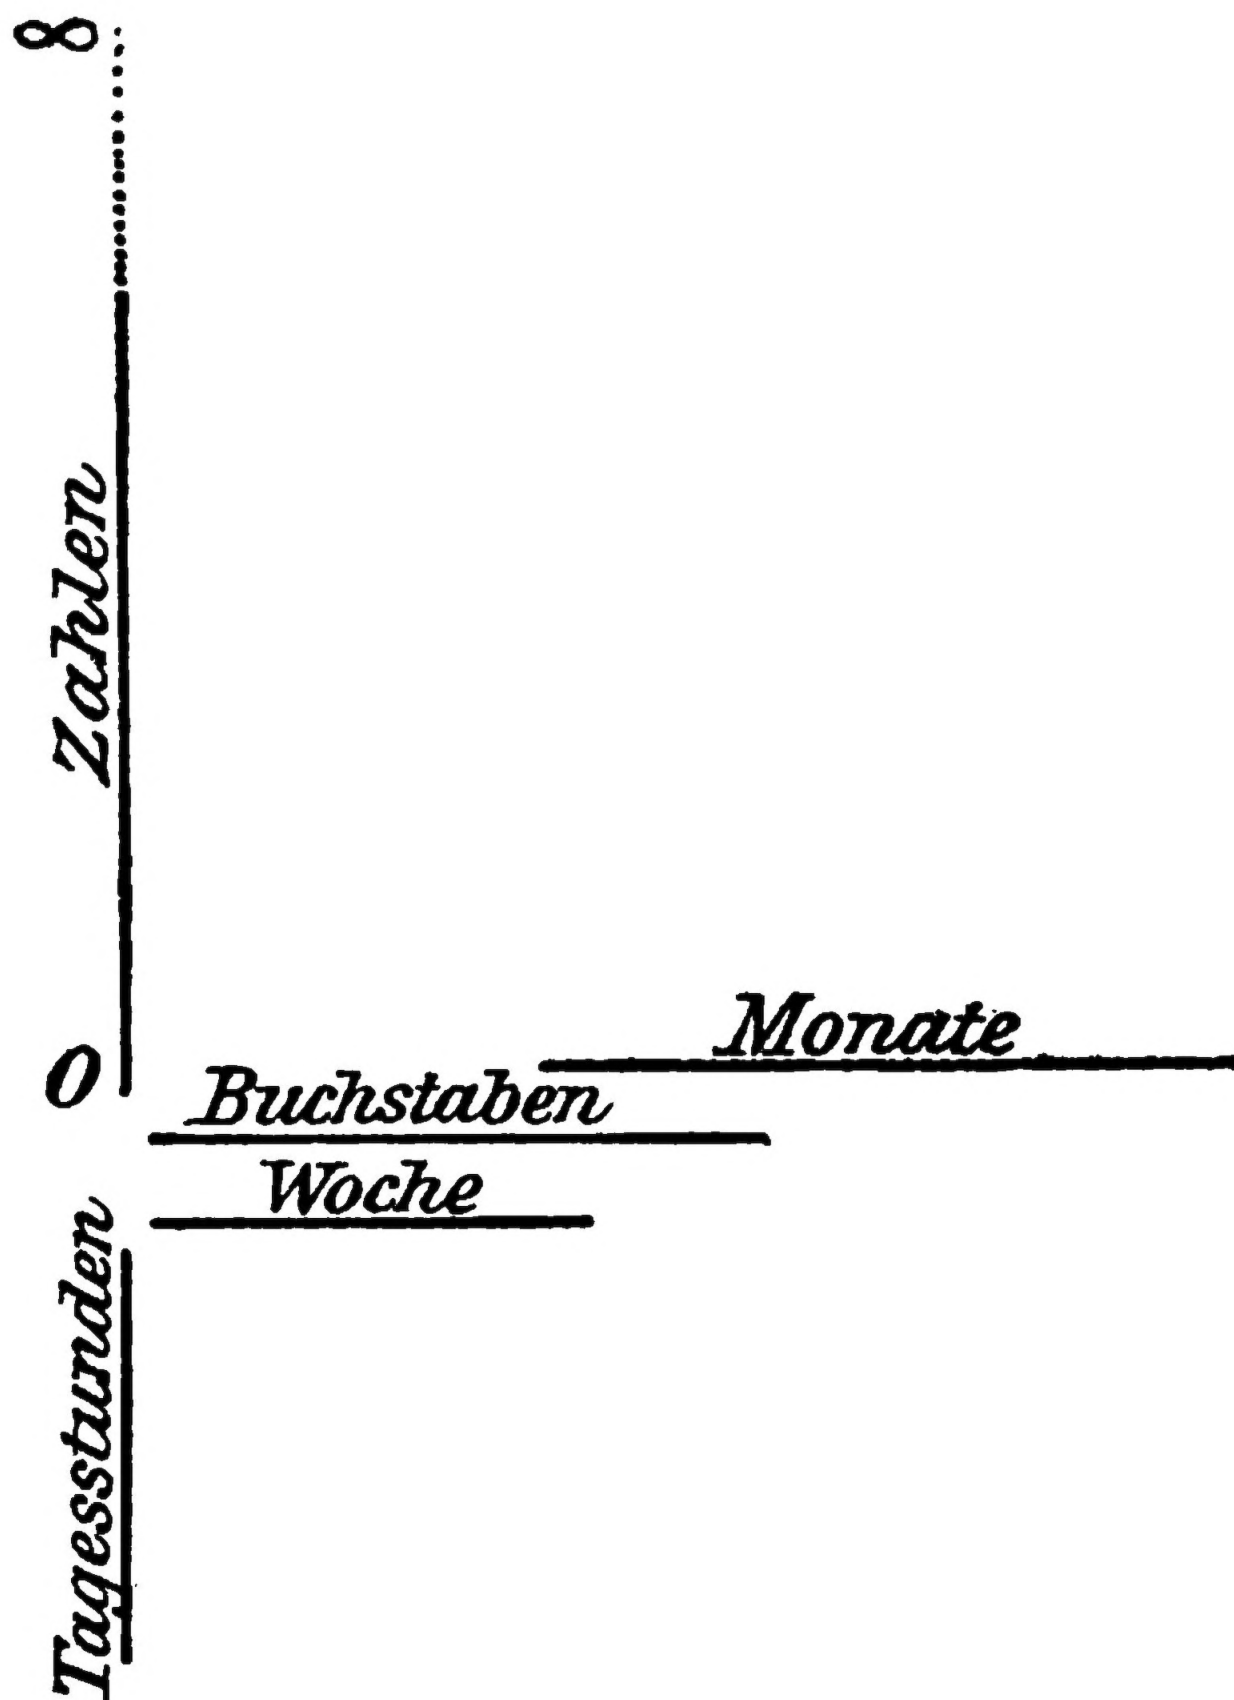 ∞
Zahlen
0
Monate
Buchstaben
Woche
Tagesstunden